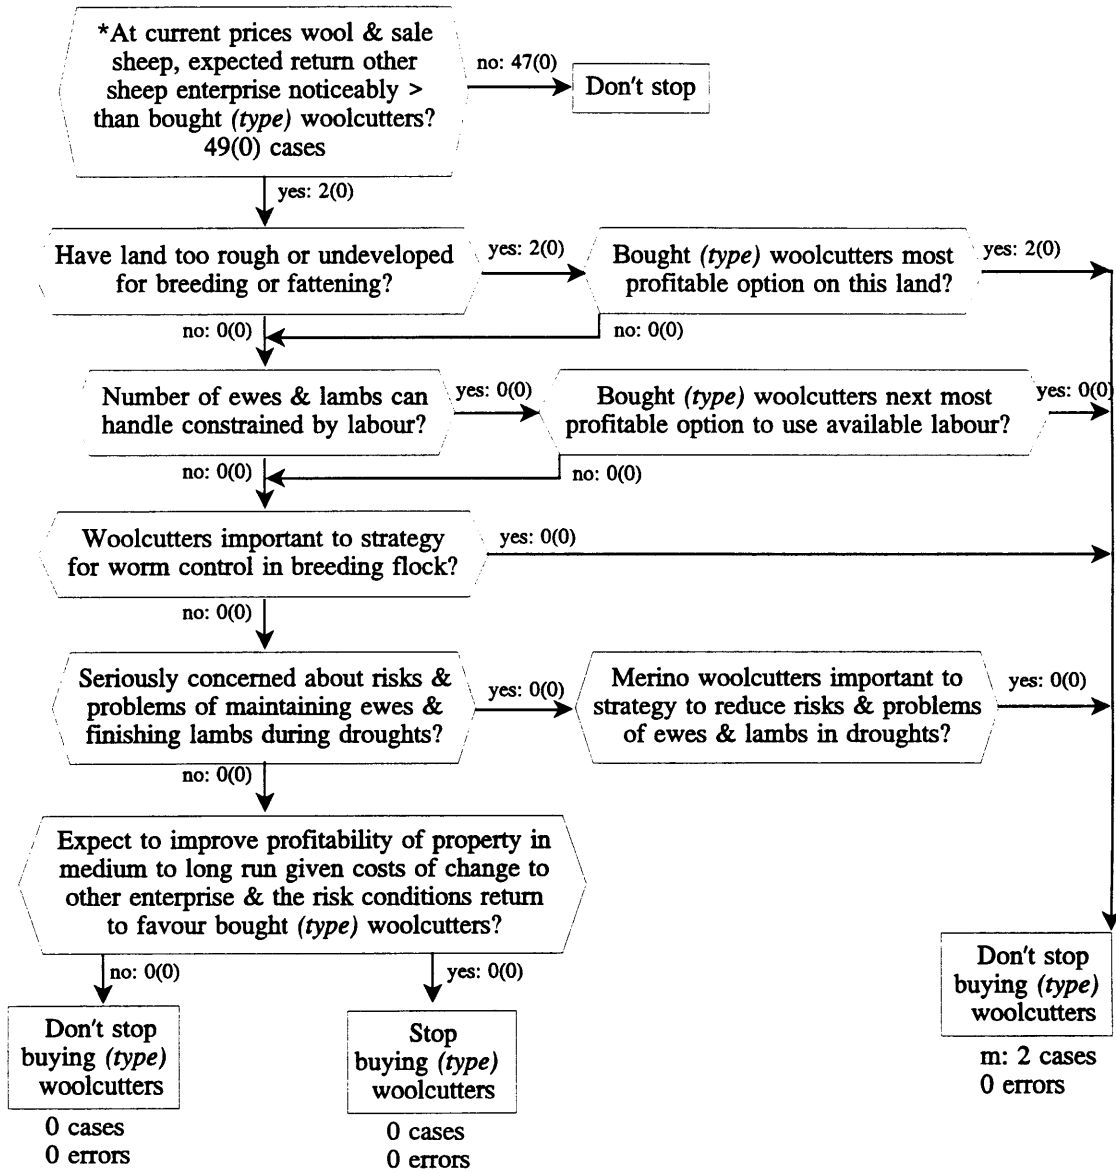 *At current prices wool & sale
sheep, expected return other
sheep enterprise noticeably >
than bought (type) woolcutters?
49(0) cases
no: 47(0)
Don't stop
yes: 2(0)
Have land too rough or undeveloped
for breeding or fattening?
yes: 2(0)
Bought (type) woolcutters most
profitable option on this land?
yes: 2(0)
no: 0(0)
no: 0(0)
Number of ewes & lambs can
handle constrained by labour?
yes: 0(0)
Bought (type) woolcutters next most
profitable option to use available labour?
yes: 0(0)
no: 0(0)
no: 0(0)
Woolcutters important to strategy
for worm control in breeding flock?
yes: 0(0)
no: 0(0)
Seriously concerned about risks &
problems of maintaining ewes &
finishing lambs during droughts?
yes: 0(0)
Merino woolcutters important to
strategy to reduce risks & problems
of ewes & lambs in droughts?
yes: 0(0)
no: 0(0)
Expect to improve profitability of property in
medium to long run given costs of change to
other enterprise & the risk conditions return
to favour bought (type) woolcutters?
no: 0(0)
yes: 0(0)
Don't stop
buying (type)
woolcutters
0 cases
0 errors
Stop
buying (type)
woolcutters
0 cases
0 errors
Don't stop
buying (type)
woolcutters
m: 2 cases
0 errors